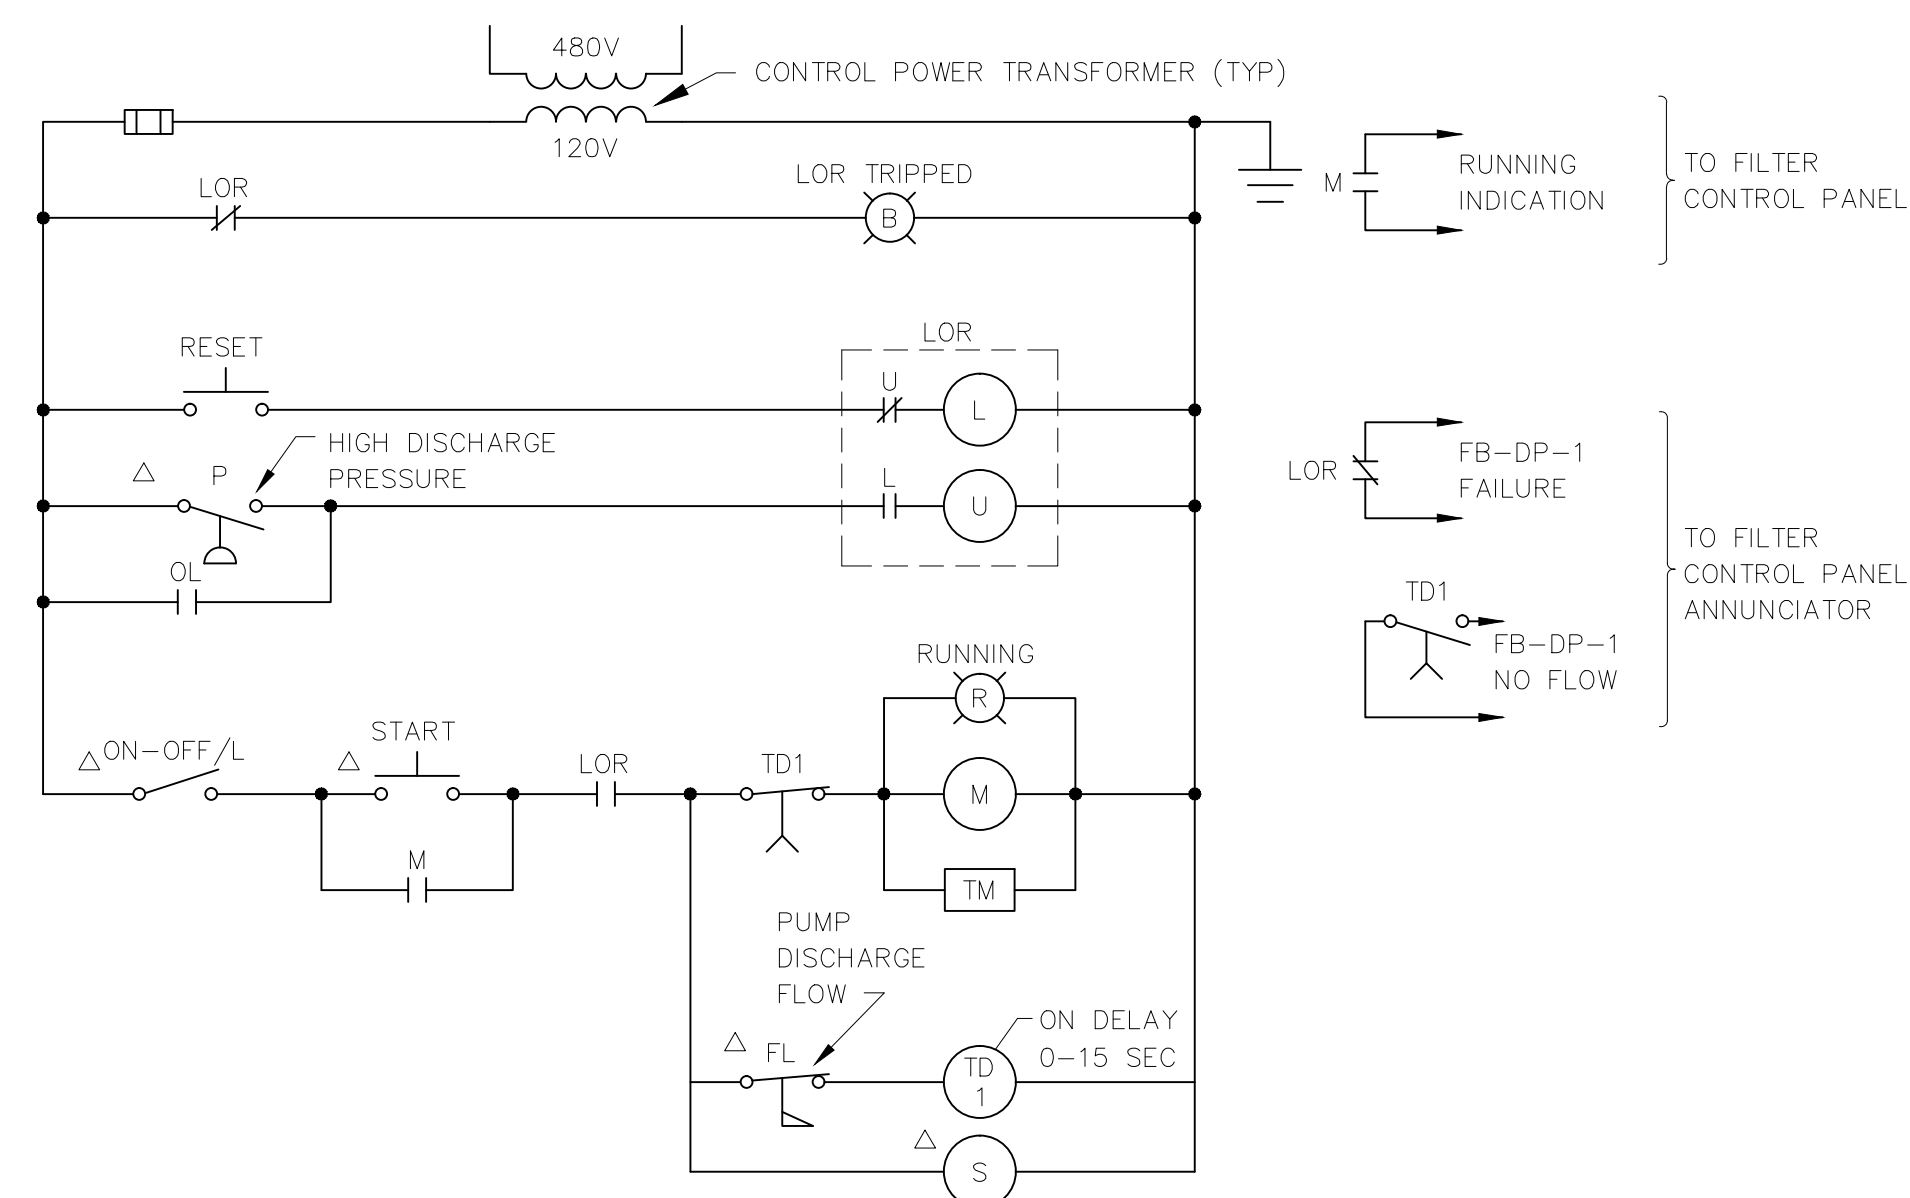 480V
CONTROL POWER TRANSFORMER (TYP)
120V
LOR
LOR TRIPPED
B
M
RUNNING
INDICATION
TO FILTER
CONTROL PANEL
RESET
LOR
U
L
HIGH DISCHARGE
PRESSURE
P
L
U
OL
LOR
FB-DP-1
FAILURE
TD1
FB-DP-1
NO FLOW
TO FILTER
CONTROL PANEL
ANNUNCIATOR
RUNNING
R
ON-OFF/L
START
LOR
TD1
M
M
TM
PUMP
DISCHARGE
FLOW
FL
TD
1
ON DELAY
0-15 SEC
S